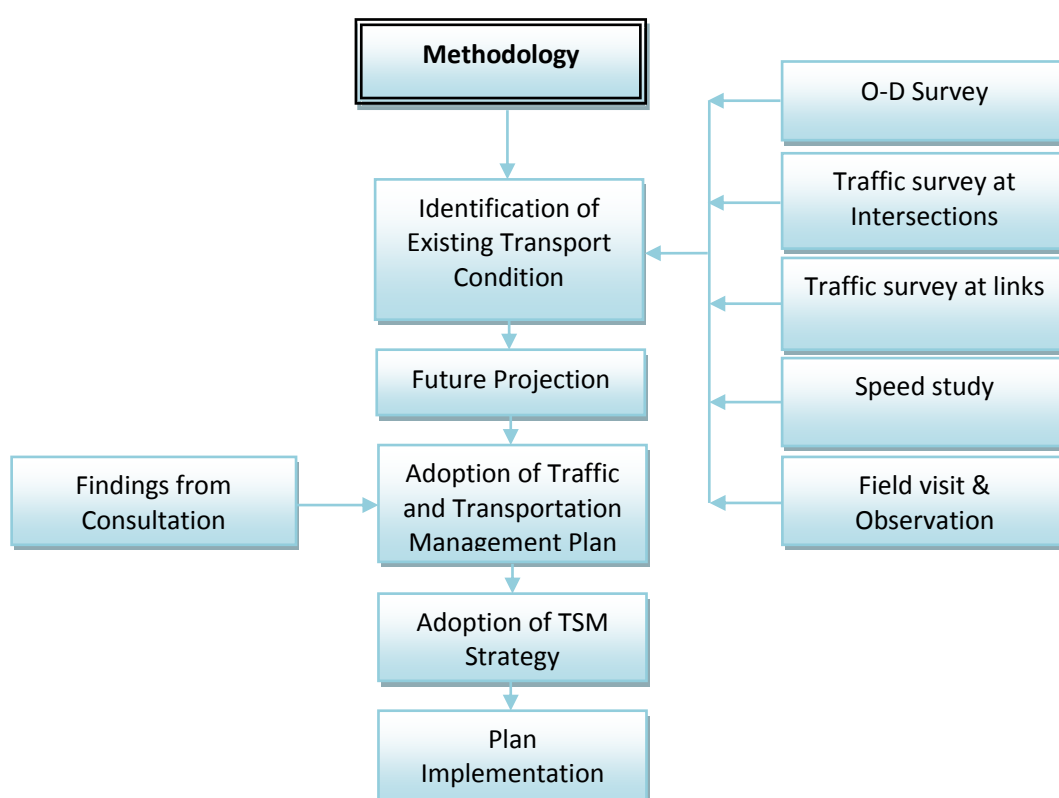 Methodology
O-D Survey
Traffic survey at
Intersections
Identification of
Existing Transport
Condition
Traffic survey at links
Future Projection
Speed study
Findings from
Consultation
Adoption of Traffic
and Transportation
Management Plan
Field visit &
Observation
Adoption of TSM
Strategy
Plan
Implementation